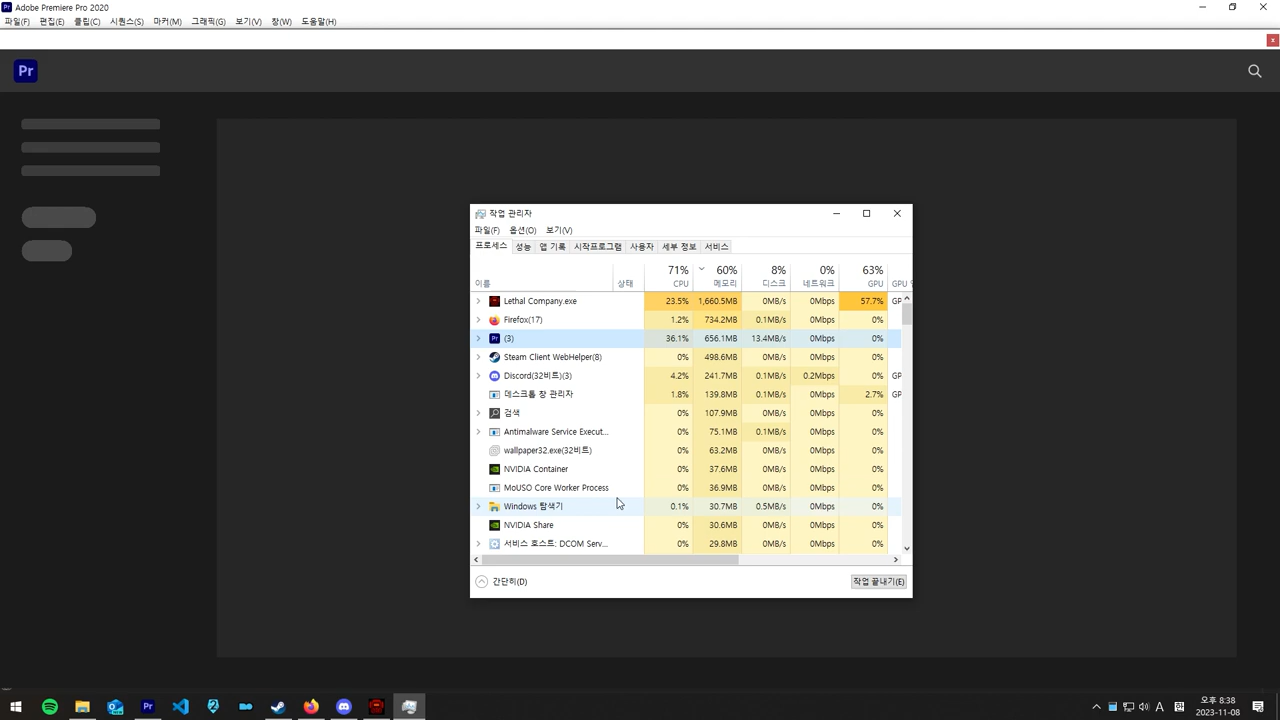 Pr Adobe Premiere Pro 2020
파일(F) 편집(E) 클립(C) 시퀀스(S) 마커(M) 그래픽(G) 보기(V) 창(W) 도움말(H)
Pr
작업 관리자
파일(F) 옵션(O) 보기(V)
프로세스 성능 앱 기록 시작프로그램 사용자 세부 정보 서비스
71% 60% 8% 0% 63%
이름 상태 CPU 메모리 디스크 네트워크 GPU GPU
Lethal Company.exe 23.5% 1,660.5MB 0MB/s 0Mbps 57.7% GP
Firefox(17) 1.2% 734.2MB 0.1MB/s 0Mbps 0%
Pr (3) 36.1% 656.1MB 13.4MB/s 0Mbps 0%
Steam Client WebHelper(8) 0% 498.6MB 0MB/s 0Mbps 0%
Discord(32비트)(3) 4.2% 241.7MB 0.1MB/s 0.2Mbps 0% GP
데스크톱 창 관리자 1.8% 139.8MB 0.1MB/s 0Mbps 2.7% GP
검색 0% 107.9MB 0MB/s 0Mbps 0%
Antimalware Service Execut... 0% 75.1MB 0.1MB/s 0Mbps 0%
wallpaper32.exe(32비트) 0% 63.2MB 0MB/s 0Mbps 0%
NVIDIA Container 0% 37.6MB 0MB/s 0Mbps 0%
MoUSO Core Worker Process 0% 36.9MB 0MB/s 0Mbps 0%
Windows 탐색기 0.1% 30.7MB 0.5MB/s 0Mbps 0%
NVIDIA Share 0% 30.6MB 0MB/s 0Mbps 0%
서비스 호스트: DCOM Serv... 0% 29.8MB 0MB/s 0Mbps 0%
간단히(D) 작업 끝내기(E)
Pr A 오후 8:38
2023-11-08